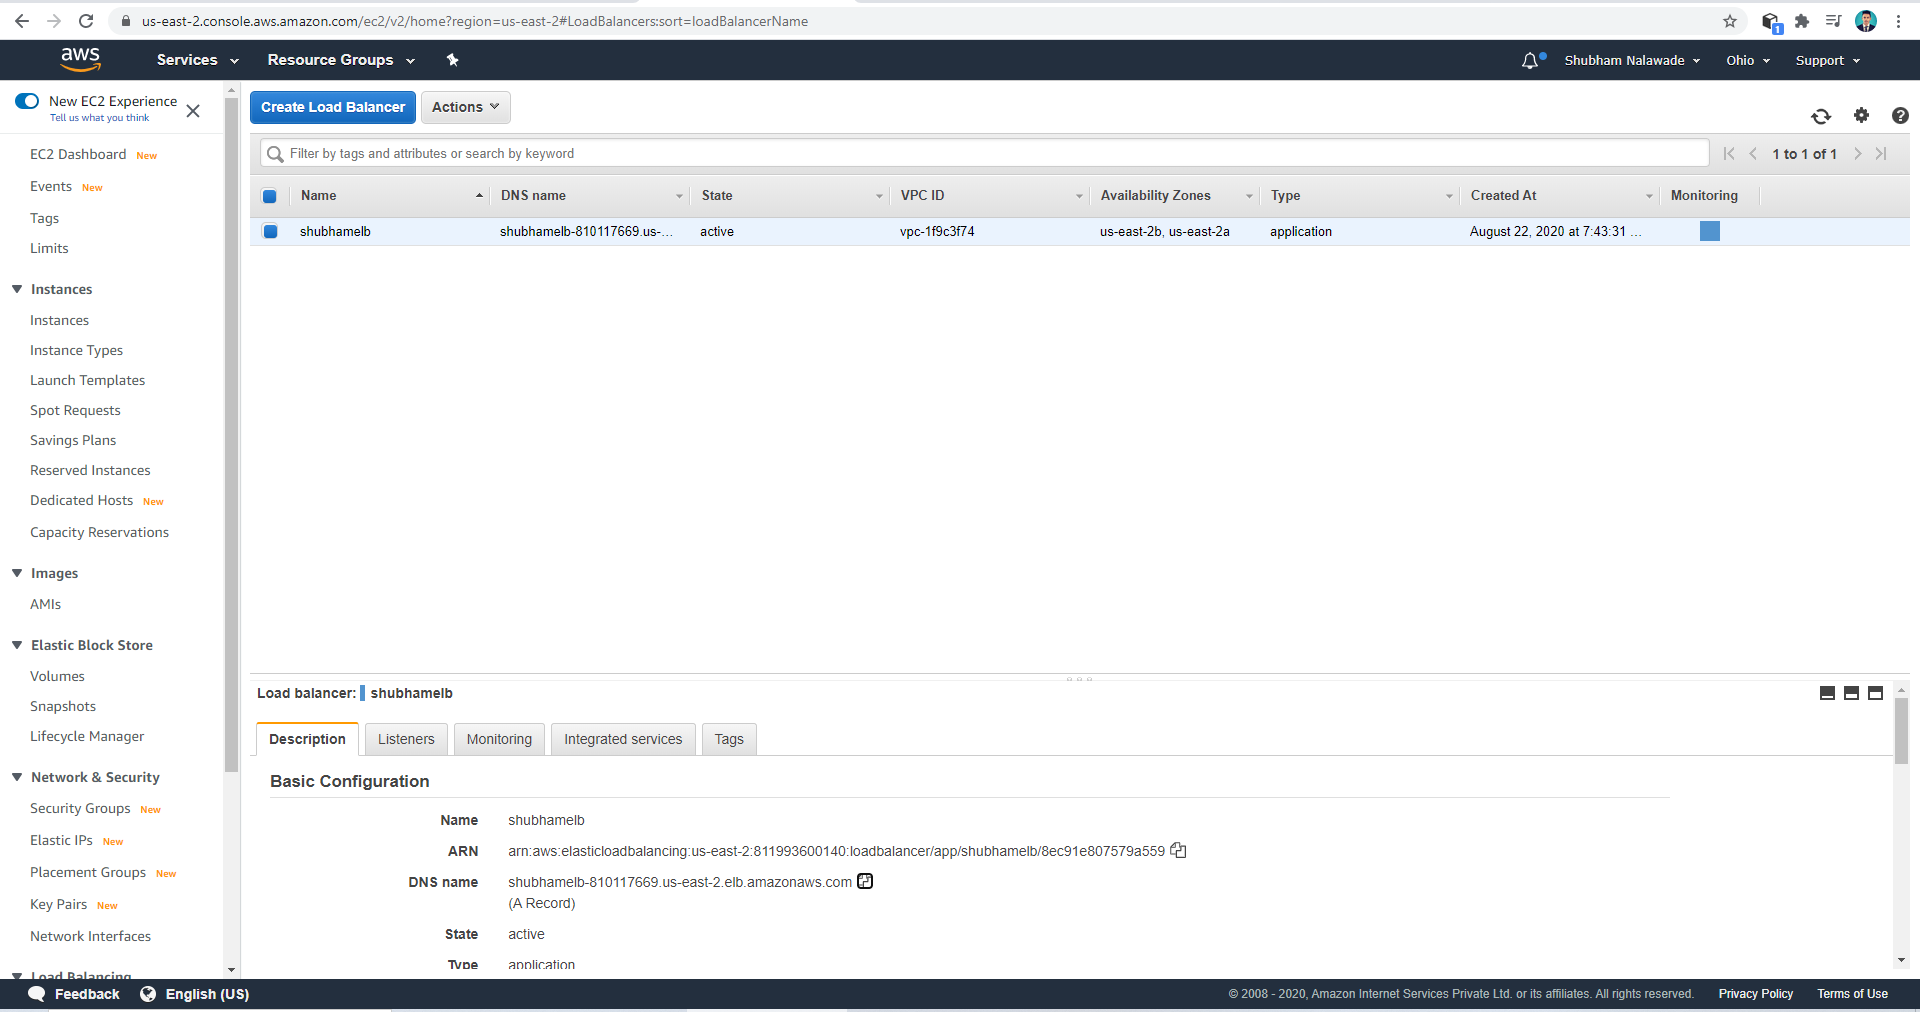 us-east-2.console.aws.amazon.com/ec2/v2/home?region=us-east-2#LoadBalancers:sort=loadBalancerName
1
aws
Services
Resource Groups
Shubham Nalawade
Ohio
Support
New EC2 Experience
Tell us what you think
EC2 Dashboard New
Events New
Tags
Limits
Instances
Instances
Instance Types
Launch Templates
Spot Requests
Savings Plans
Reserved Instances
Dedicated Hosts New
Capacity Reservations
Images
AMIs
Elastic Block Store
Volumes
Snapshots
Lifecycle Manager
Network & Security
Security Groups New
Elastic IPs New
Placement Groups New
Key Pairs New
Network Interfaces
Load Balancing
Create Load Balancer
Actions
Filter by tags and attributes or search by keyword
1 to 1 of 1
Name DNS name State VPC ID Availability Zones Type Created At Monitoring
shubhamelb shubhamelb-810117669.us-... active vpc-1f9c3f74 us-east-2b, us-east-2a application August 22, 2020 at 7:43:31 ...
Load balancer: shubhamelb
Description Listeners Monitoring Integrated services Tags
Basic Configuration
Name shubhamelb
ARN arn:aws:elasticloadbalancing:us-east-2:811993600140:loadbalancer/app/shubhamelb/8ec91e807579a559
DNS name shubhamelb-810117669.us-east-2.elb.amazonaws.com
(A Record)
State active
Type application
Feedback
English (US)
© 2008 - 2020, Amazon Internet Services Private Ltd. or its affiliates. All rights reserved.
Privacy Policy
Terms of Use